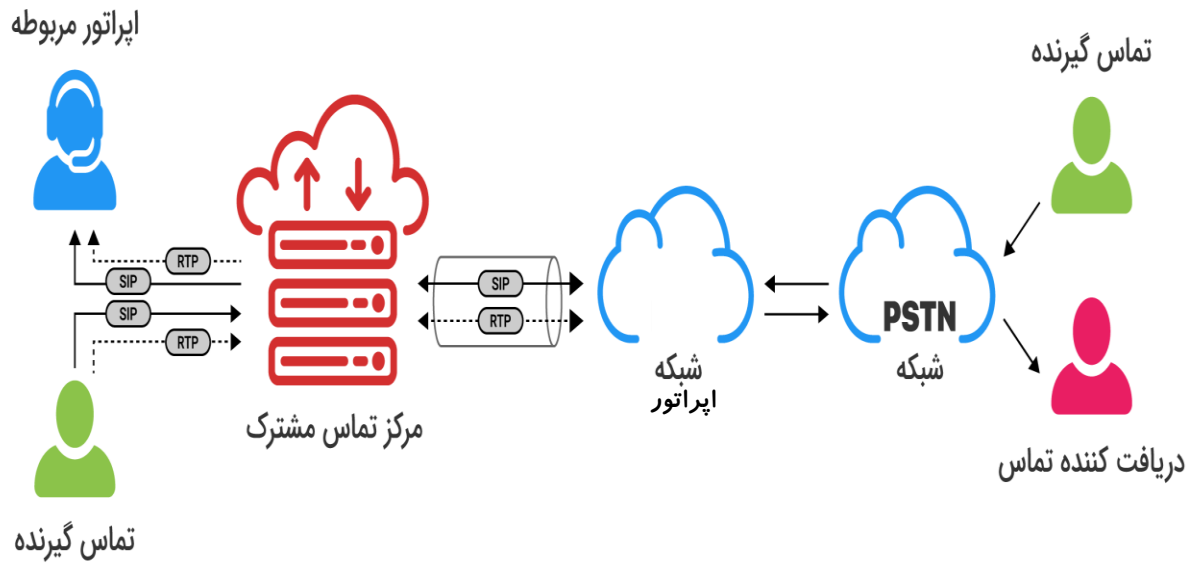 اپراتور مربوطه
تماس گیرنده
RTP
SIP
SIP
RTP
SIP
RTP
PSTN
شبکه
شبکه
اپراتور
مرکز تماس مشترک
دریافت کننده تماس
تماس گیرنده